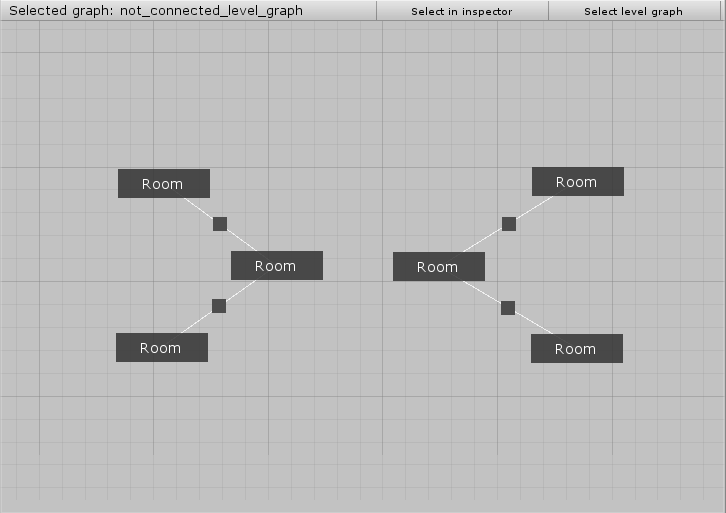 Selected graph: not_connected_level_graph
Select in inspector
Select level graph
Room
Room
Room
Room
Room
Room